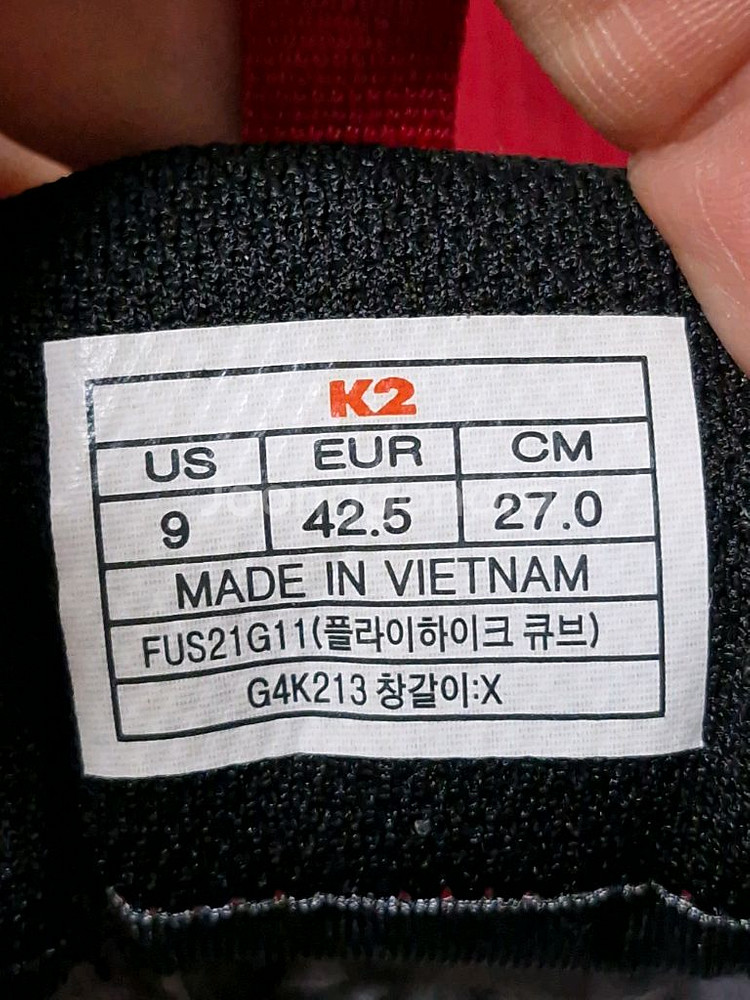 K2
US EUR CM
9 42.5 27.0
MADE IN VIETNAM
FUS21G11(플라이하이크 큐브)
G4K213 창갈이:X